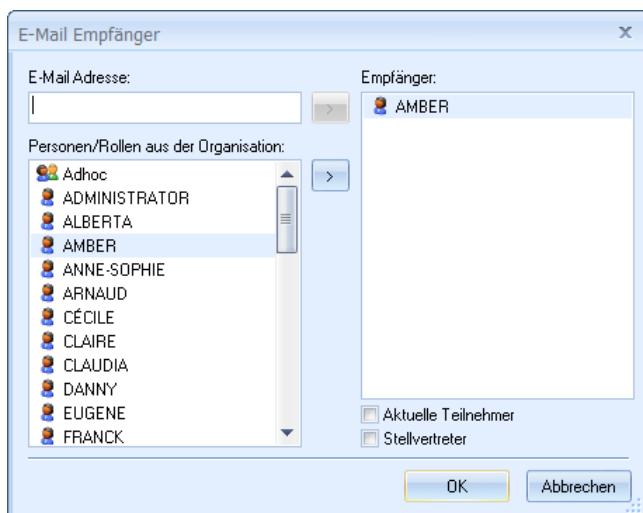 E-Mail Empfänger
E-Mail Adresse:
Personen/Rollen aus der Organisation:
Adhoc
ADMINISTRATOR
ALBERTA
AMBER
ANNE-SOPHIE
ARNAUD
CÉCILE
CLAIRE
CLAUDIA
DANNY
EUGENE
FRANCK
>
>
Empfänger:
AMBER
Aktuelle Teilnehmer
Stellvertreter
OK
Abbrechen